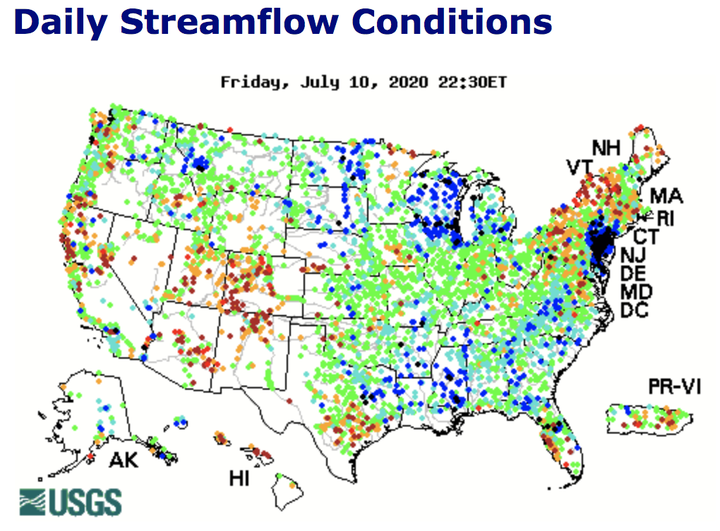 Daily Streamflow Conditions
Friday, July 10, 2020 22:30ET
NH
VT
MA
RI
CT
NJ
DE
MD
DC
PR-VI
AK
HI
USGS